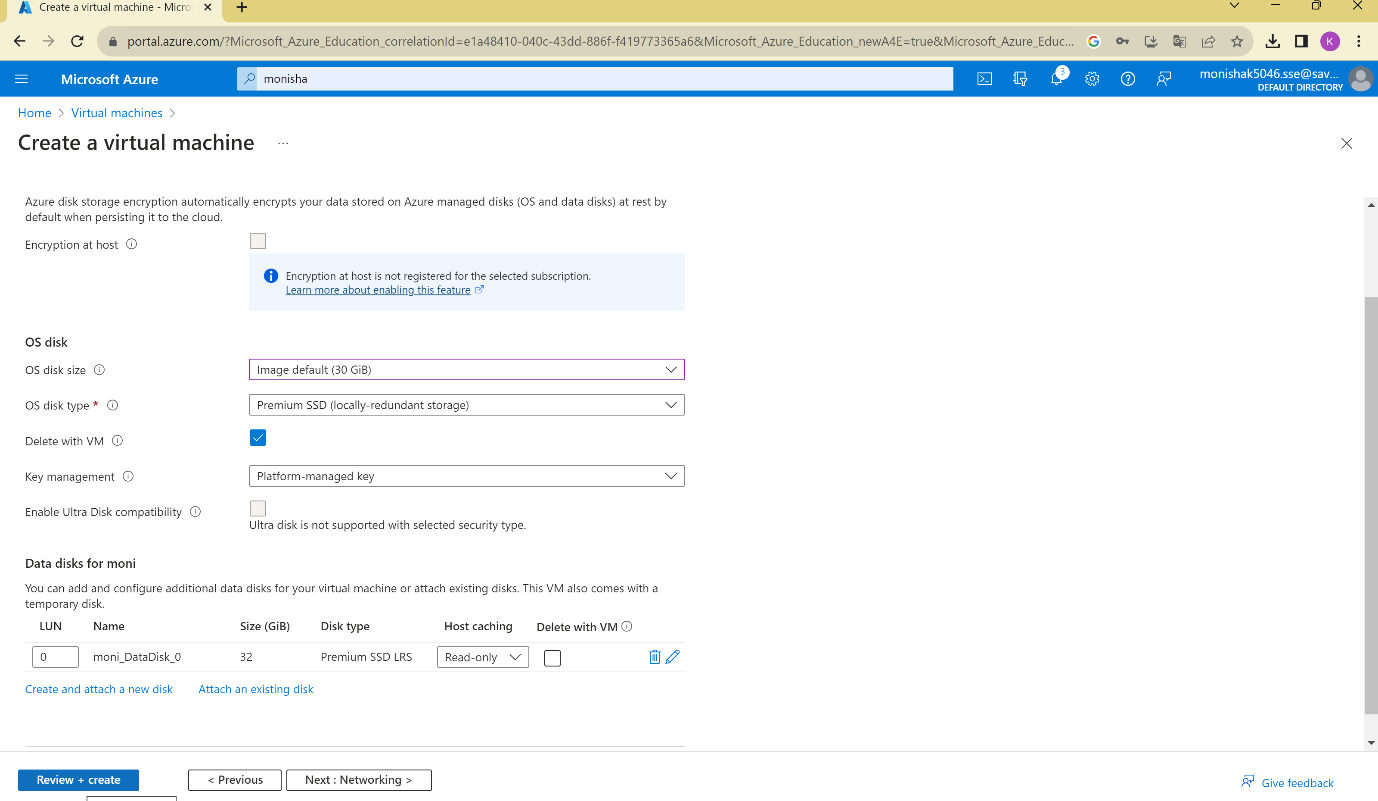 Create a virtual machine - Micro
portal.azure.com/?Microsoft_Azure_Education_correlationId=e1a48410-040c-43dd-886f-f419773365a6&Microsoft_Azure_Education_newA4E=true&Microsoft_Azure_Educ...
K
Microsoft Azure
monisha
3
monishak5046.sse@sav...
DEFAULT DIRECTORY
Home > Virtual machines >
Create a virtual machine ...
Azure disk storage encryption automatically encrypts your data stored on Azure managed disks (OS and data disks) at rest by
default when persisting it to the cloud.
Encryption at host
Encryption at host is not registered for the selected subscription.
Learn more about enabling this feature
OS disk
OS disk size
Image default (30 GiB)
OS disk type *
Premium SSD (locally-redundant storage)
Delete with VM
Key management
Platform-managed key
Enable Ultra Disk compatibility
Ultra disk is not supported with selected security type.
Data disks for moni
You can add and configure additional data disks for your virtual machine or attach existing disks. This VM also comes with a
temporary disk.
LUN Name Size (GiB) Disk type Host caching Delete with VM
0 moni_DataDisk_0 32 Premium SSD LRS Read-only
Create and attach a new disk Attach an existing disk
Review + create < Previous Next : Networking > Give feedback